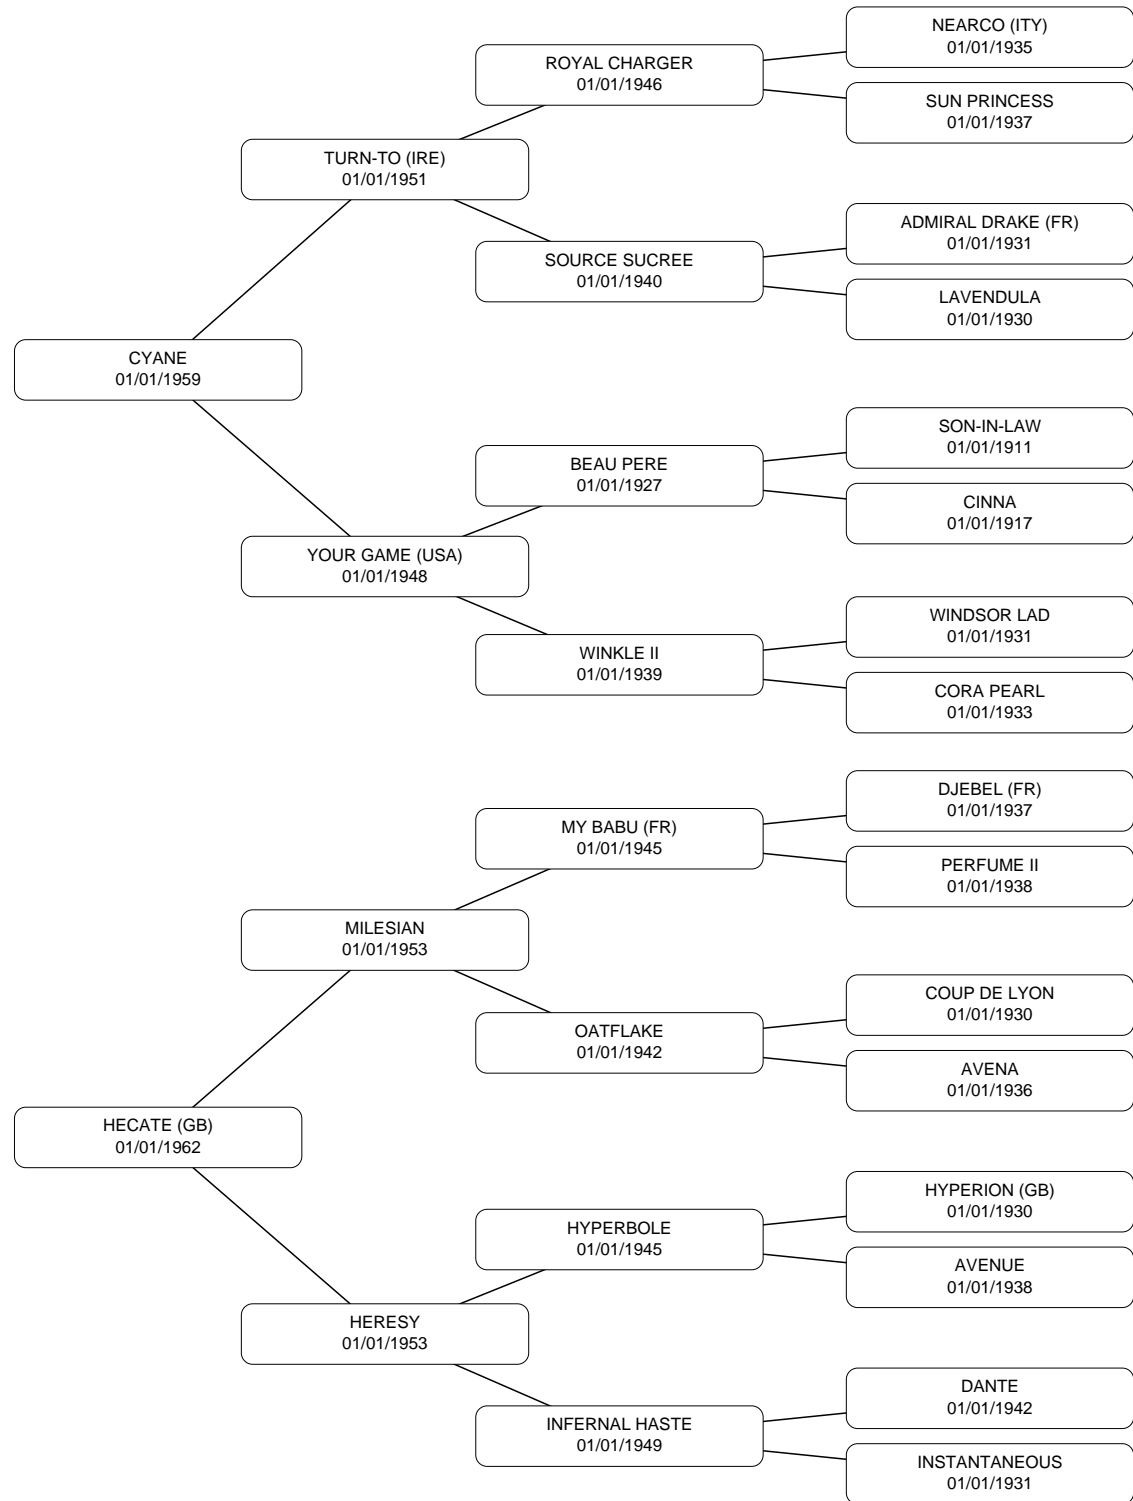 NEARCO (ITY)
01/01/1935
ROYAL CHARGER
01/01/1946
SUN PRINCESS
01/01/1937
TURN-TO (IRE)
01/01/1951
ADMIRAL DRAKE (FR)
01/01/1931
SOURCE SUCREE
01/01/1940
LAVENDULA
01/01/1930
CYANE
01/01/1959
SON-IN-LAW
01/01/1911
BEAU PERE
01/01/1927
CINNA
01/01/1917
YOUR GAME (USA)
01/01/1948
WINDSOR LAD
01/01/1931
WINKLE II
01/01/1939
CORA PEARL
01/01/1933
DJEBEL (FR)
01/01/1937
MY BABU (FR)
01/01/1945
PERFUME II
01/01/1938
MILESIAN
01/01/1953
COUP DE LYON
01/01/1930
OATFLAKE
01/01/1942
AVENA
01/01/1936
HECATE (GB)
01/01/1962
HYPERION (GB)
01/01/1930
HYPERBOLE
01/01/1945
AVENUE
01/01/1938
HERESY
01/01/1953
DANTE
01/01/1942
INFERNAL HASTE
01/01/1949
INSTANTANEOUS
01/01/1931